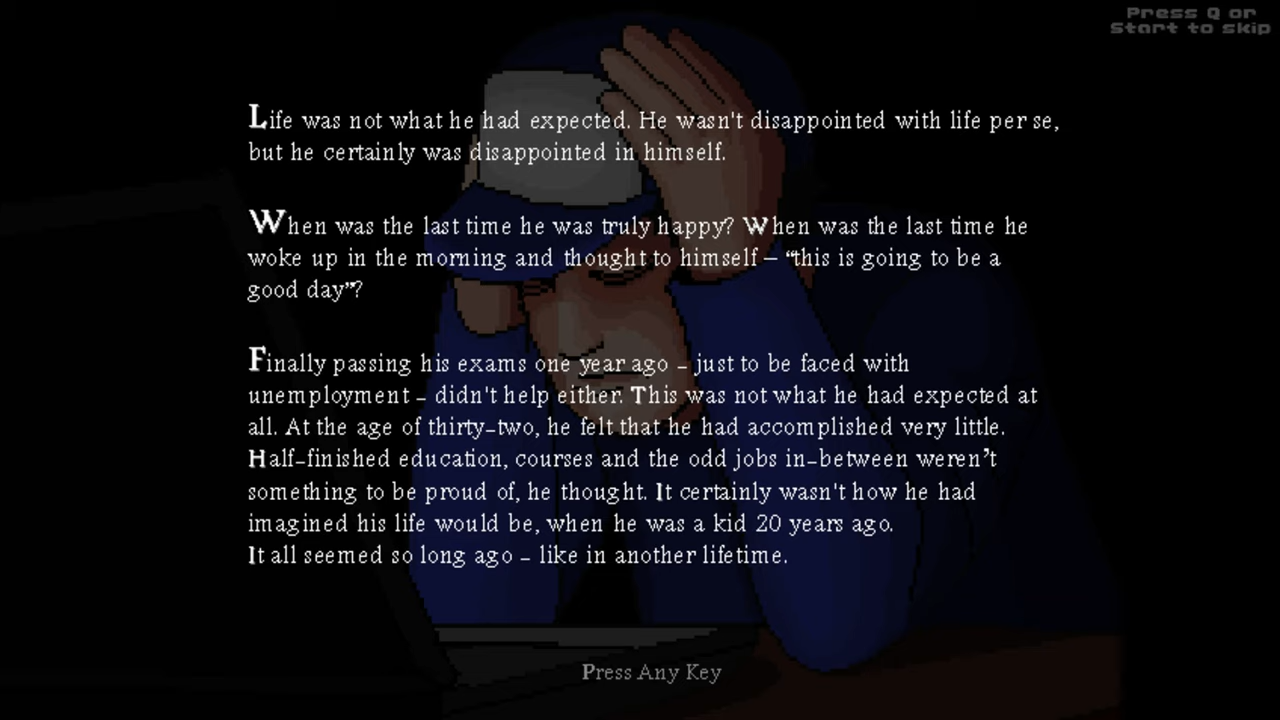 Press Q or
Start to skip
Life was not what he had expected. He wasn't disappointed with life per se,
but he certainly was disappointed in himself.
When was the last time he was truly happy? When was the last time he
woke up in the morning and thought to himself – “this is going to be a
good day”?
Finally passing his exams one year ago – just to be faced with
unemployment – didn't help either. This was not what he had expected at
all. At the age of thirty-two, he felt that he had accomplished very little.
Half-finished education, courses and the odd jobs in-between weren’t
something to be proud of, he thought. It certainly wasn't how he had
imagined his life would be, when he was a kid 20 years ago.
It all seemed so long ago – like in another lifetime.
Press Any Key